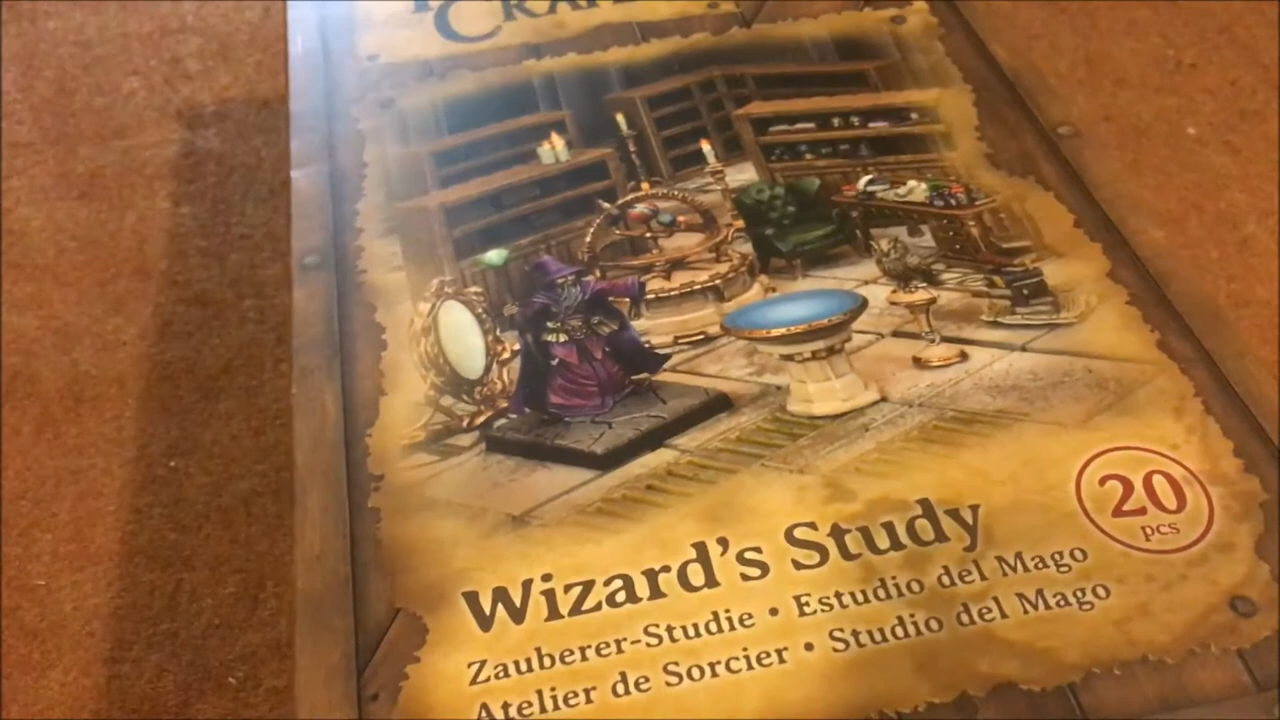 Wizard's Study
20
pcs
Zauberer-Studie • Estudio del Mago
Atelier de Sorcier • Studio del Mago